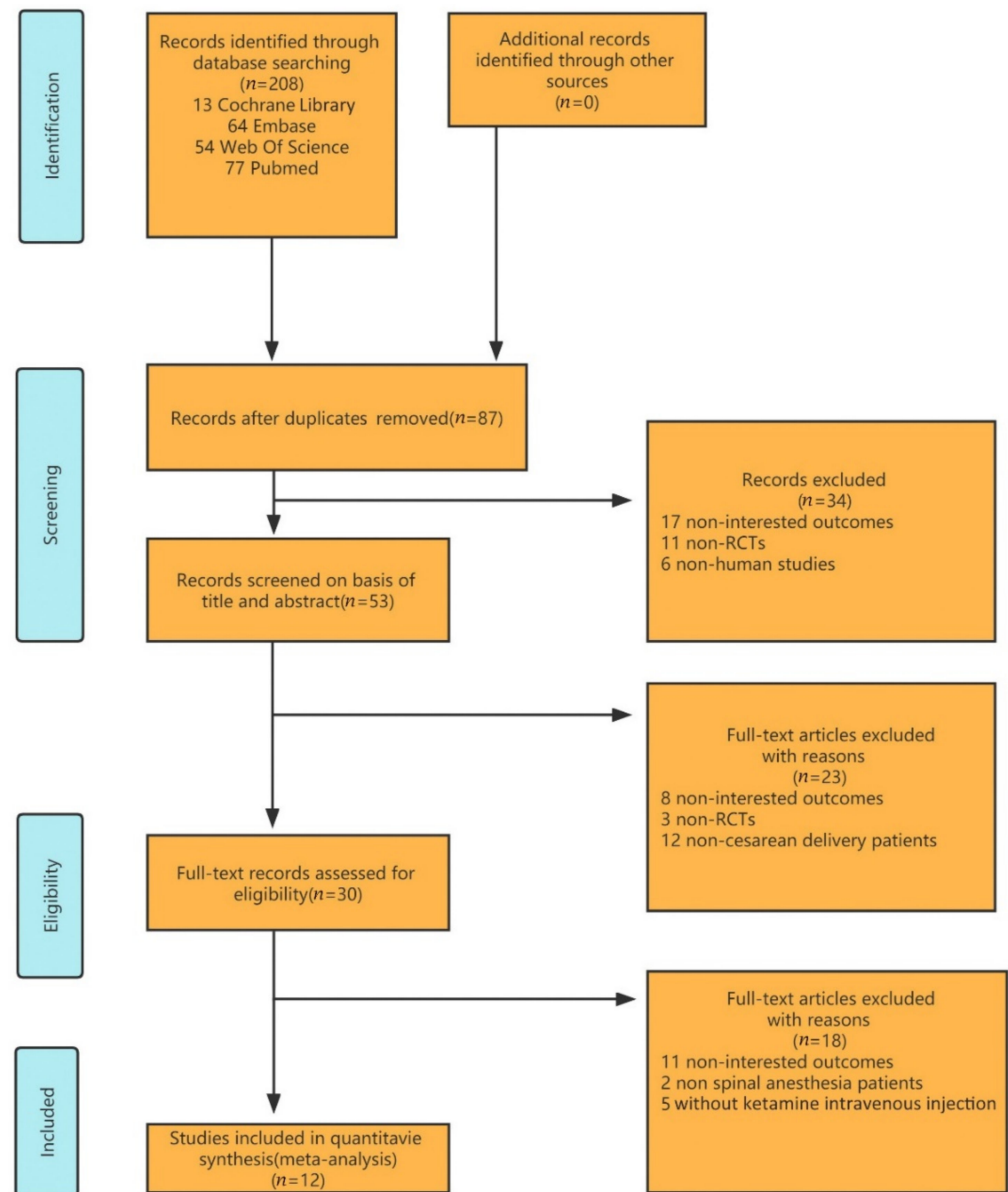 Identification
Records identified through
database searching
(n=208)
13 Cochrane Library
64 Embase
54 Web Of Science
77 Pubmed
Additional records
identified through other
sources
(n=0)
Screening
Records after duplicates removed(n=87)
Records excluded
(n=34)
17 non-interested outcomes
11 non-RCTs
6 non-human studies
Records screened on basis of
title and abstract(n=53)
Full-text articles excluded
with reasons
(n=23)
8 non-interested outcomes
3 non-RCTs
12 non-cesarean delivery patients
Eligibility
Full-text records assessed for
eligibility(n=30)
Full-text articles excluded
with reasons
(n=18)
11 non-interested outcomes
2 non spinal anesthesia patients
5 without ketamine intravenous injection
Included
Studies included in quantitavie
synthesis(meta-analysis)
(n=12)